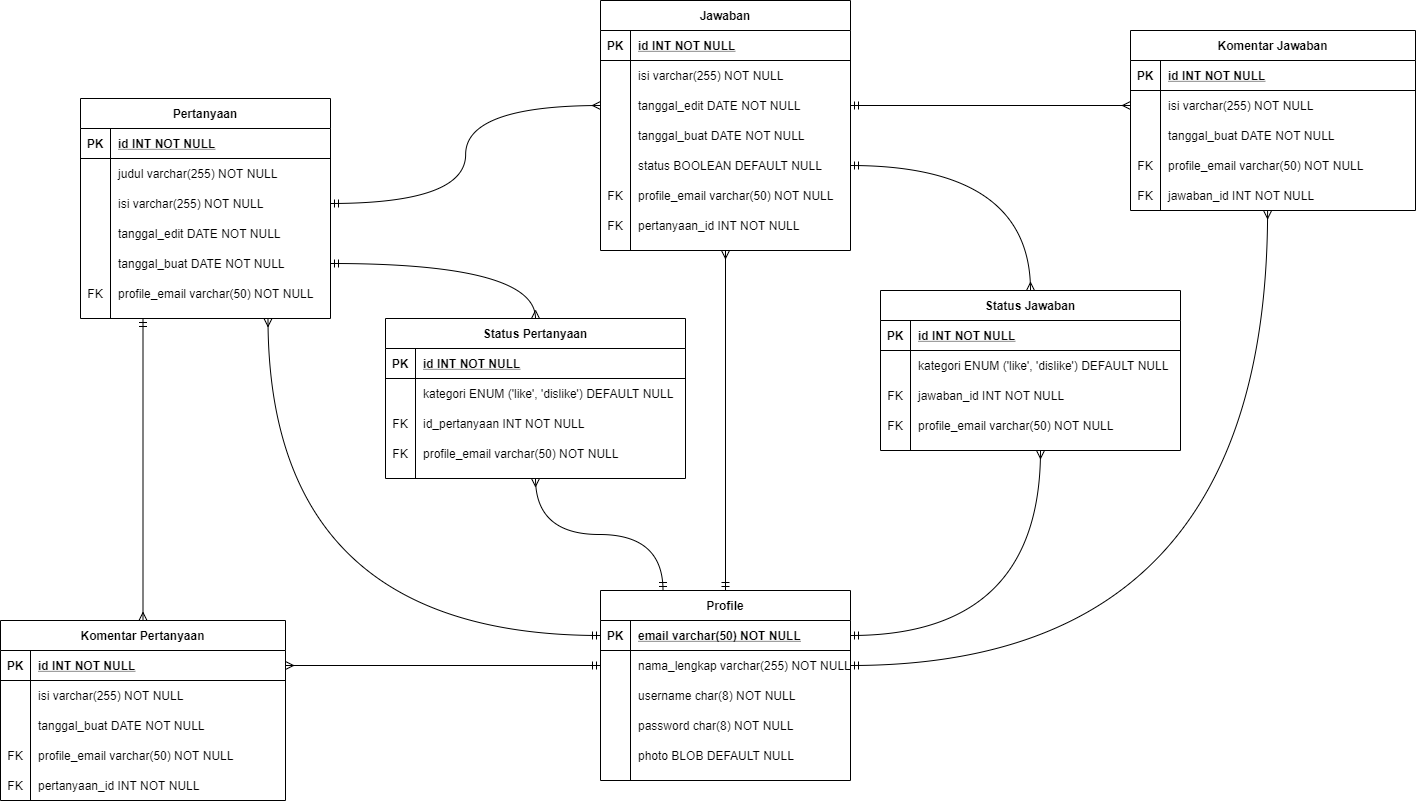 Jawaban
PK id INT NOT NULL
isi varchar(255) NOT NULL
tanggal_edit DATE NOT NULL
tanggal_buat DATE NOT NULL
status BOOLEAN DEFAULT NULL
FK profile_email varchar(50) NOT NULL
FK pertanyaan_id INT NOT NULL
Komentar Jawaban
PK id INT NOT NULL
isi varchar(255) NOT NULL
tanggal_buat DATE NOT NULL
FK profile_email varchar(50) NOT NULL
FK jawaban_id INT NOT NULL
Pertanyaan
PK id INT NOT NULL
judul varchar(255) NOT NULL
isi varchar(255) NOT NULL
tanggal_edit DATE NOT NULL
tanggal_buat DATE NOT NULL
FK profile_email varchar(50) NOT NULL
Status Pertanyaan
PK id INT NOT NULL
kategori ENUM ('like', 'dislike') DEFAULT NULL
FK id_pertanyaan INT NOT NULL
FK profile_email varchar(50) NOT NULL
Status Jawaban
PK id INT NOT NULL
kategori ENUM ('like', 'dislike') DEFAULT NULL
FK jawaban_id INT NOT NULL
FK profile_email varchar(50) NOT NULL
Komentar Pertanyaan
PK id INT NOT NULL
isi varchar(255) NOT NULL
tanggal_buat DATE NOT NULL
FK profile_email varchar(50) NOT NULL
FK pertanyaan_id INT NOT NULL
Profile
PK email varchar(50) NOT NULL
nama_lengkap varchar(255) NOT NULL
username char(8) NOT NULL
password char(8) NOT NULL
photo BLOB DEFAULT NULL